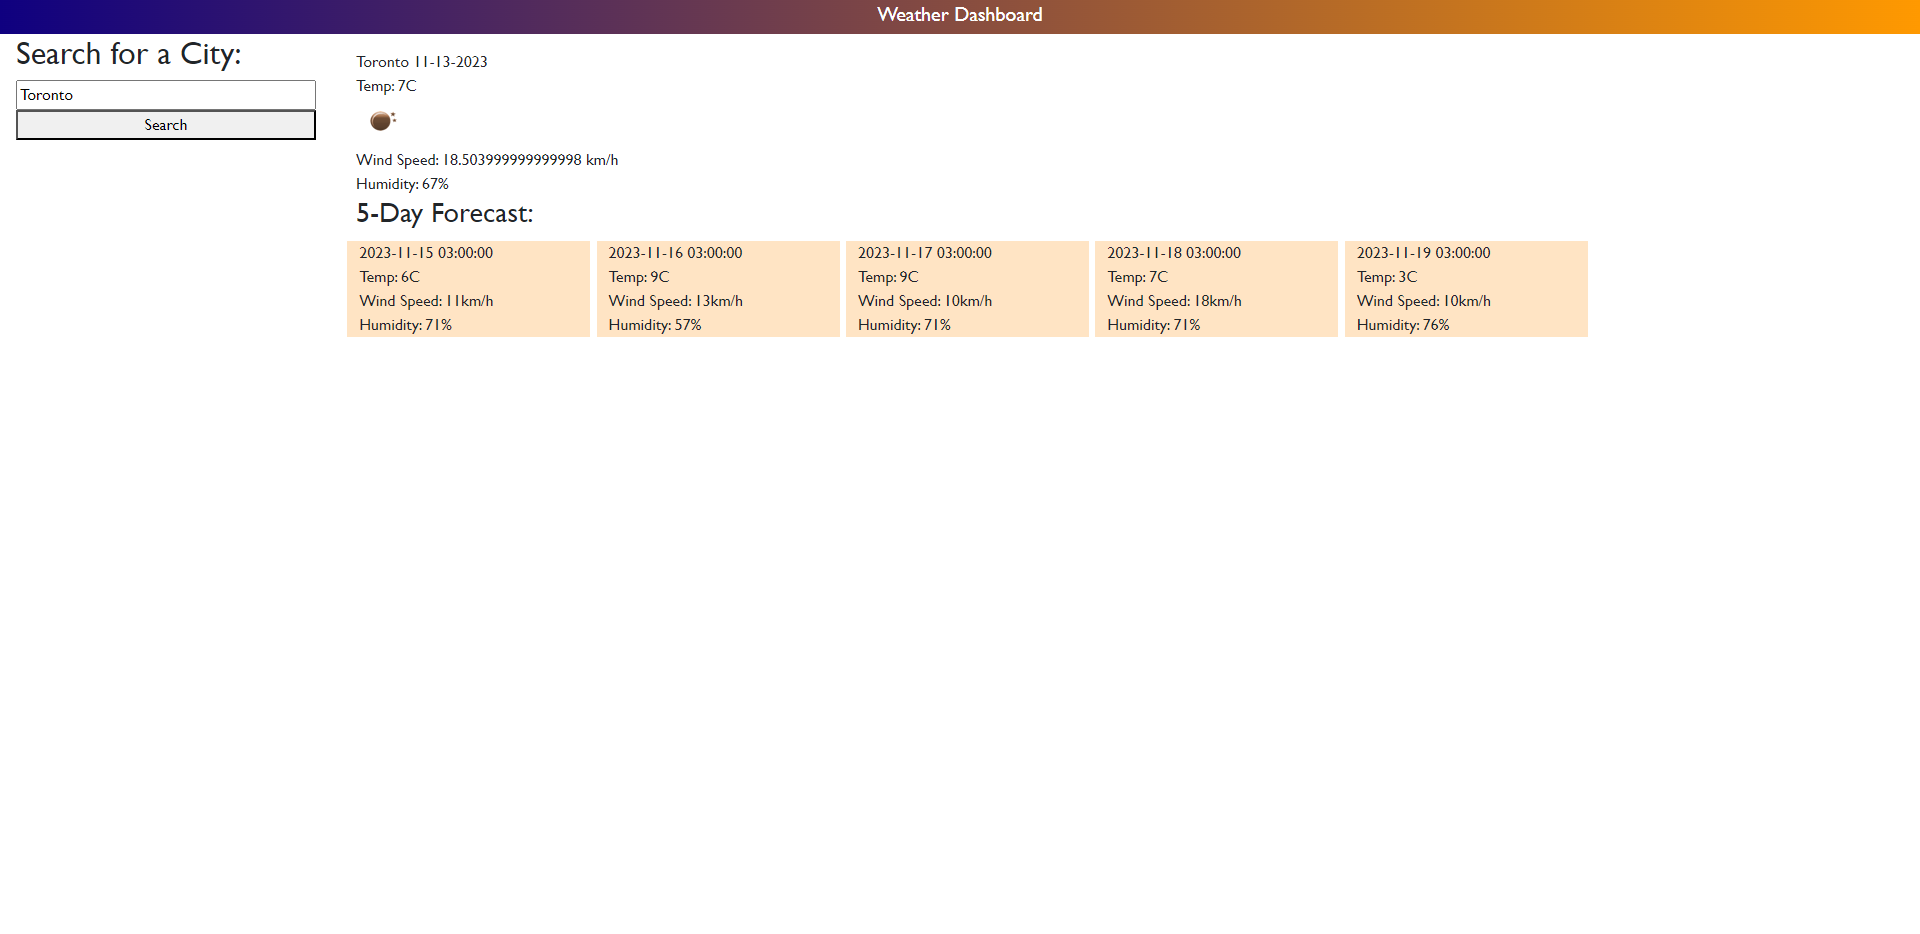 Weather Dashboard
Search for a City:
Toronto
Search
Toronto 11-13-2023
Temp: 7C
Wind Speed: 18.503999999999998 km/h
Humidity: 67%
5-Day Forecast:
2023-11-15 03:00:00
Temp: 6C
Wind Speed: 11km/h
Humidity: 71%
2023-11-16 03:00:00
Temp: 9C
Wind Speed: 13km/h
Humidity: 57%
2023-11-17 03:00:00
Temp: 9C
Wind Speed: 10km/h
Humidity: 71%
2023-11-18 03:00:00
Temp: 7C
Wind Speed: 18km/h
Humidity: 71%
2023-11-19 03:00:00
Temp: 3C
Wind Speed: 10km/h
Humidity: 76%